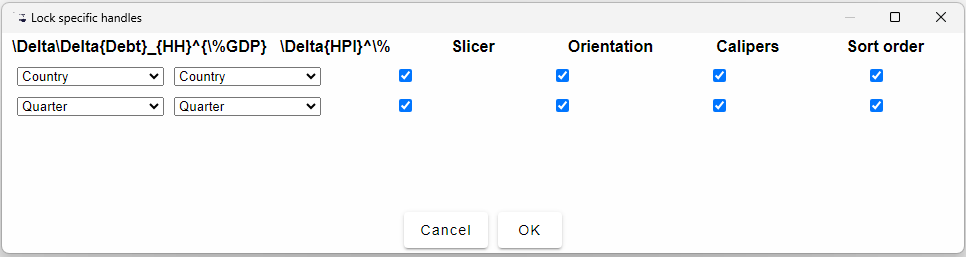 Lock specific handles
\Delta\Delta{Debt}_{HH}^{\%GDP} \Delta{HPI}^\% Slicer Orientation Calipers Sort order
Country Country
Quarter Quarter
Cancel OK